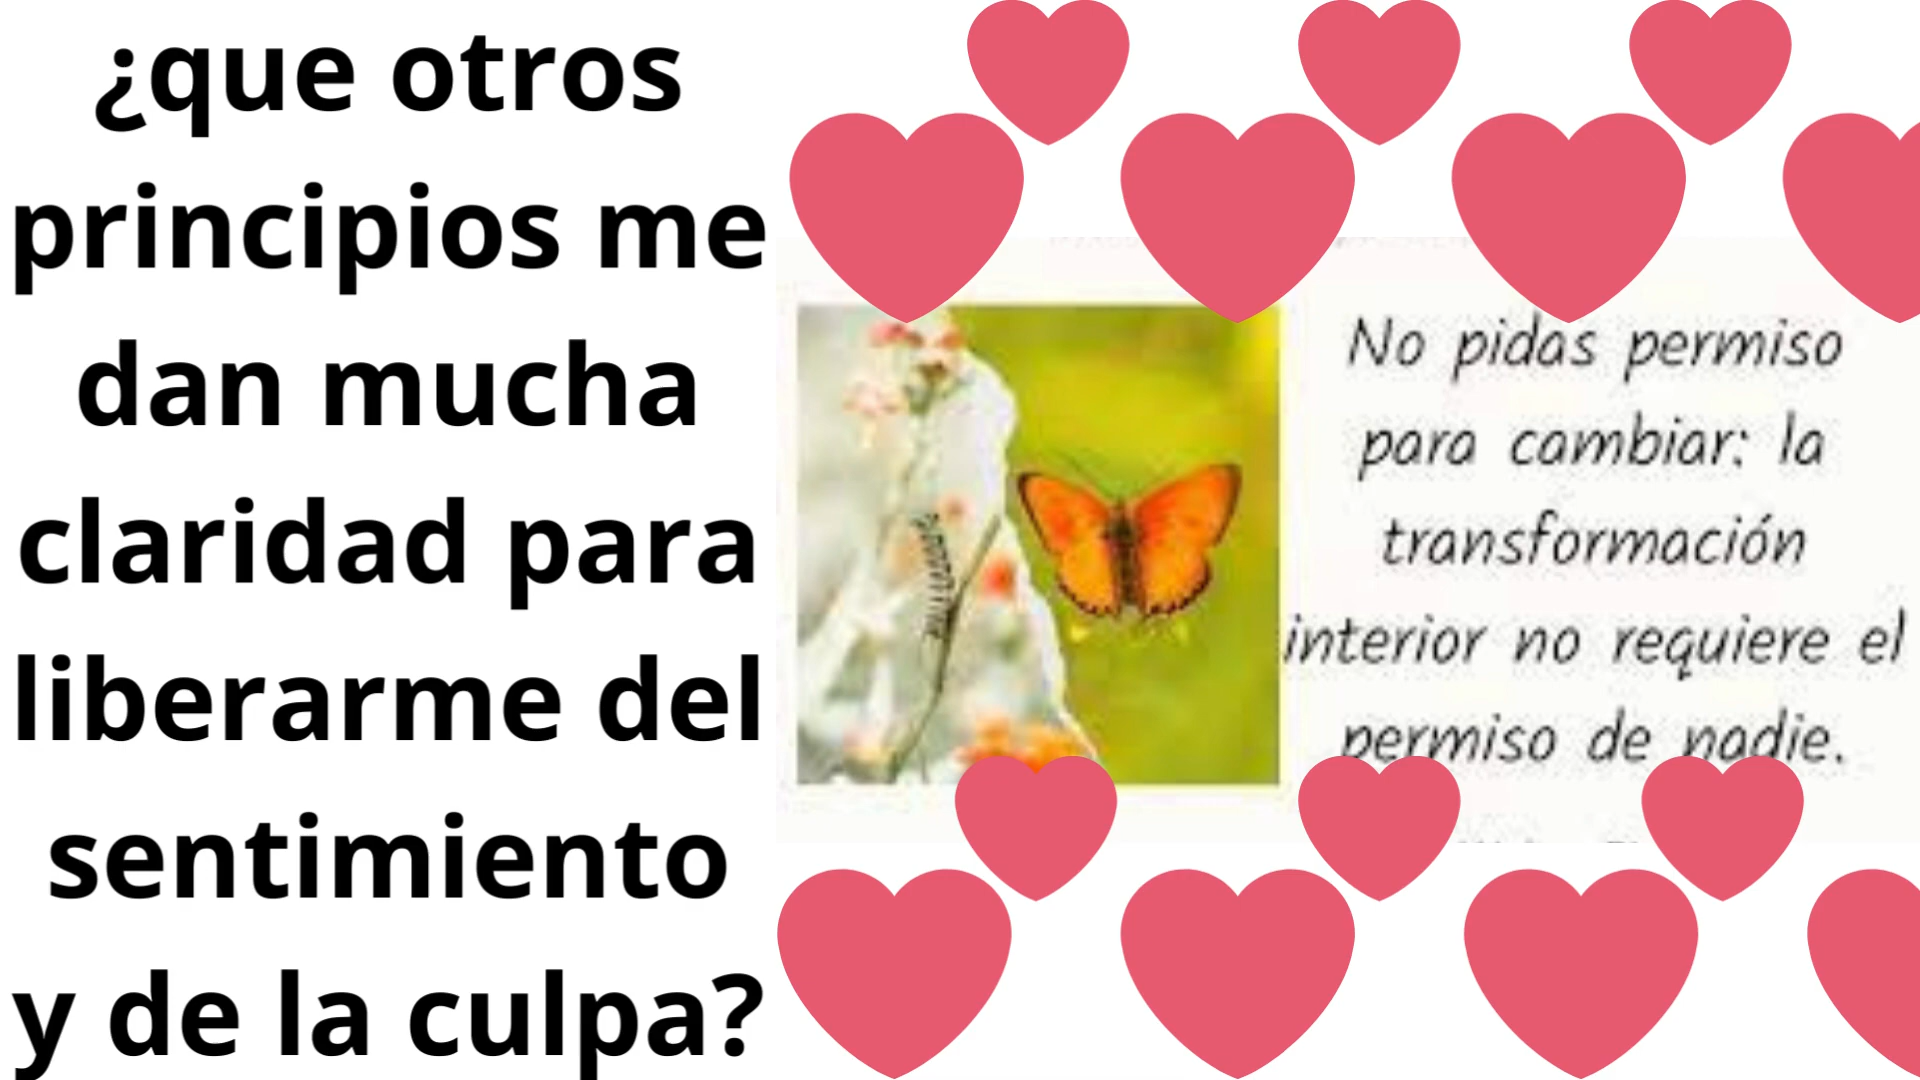 ¿que otros
principios me
dan mucha
claridad para
liberarme del
sentimiento
y de la culpa?
No pidas permiso
para cambiar: la
transformación
interior no requiere el
permiso de nadie.